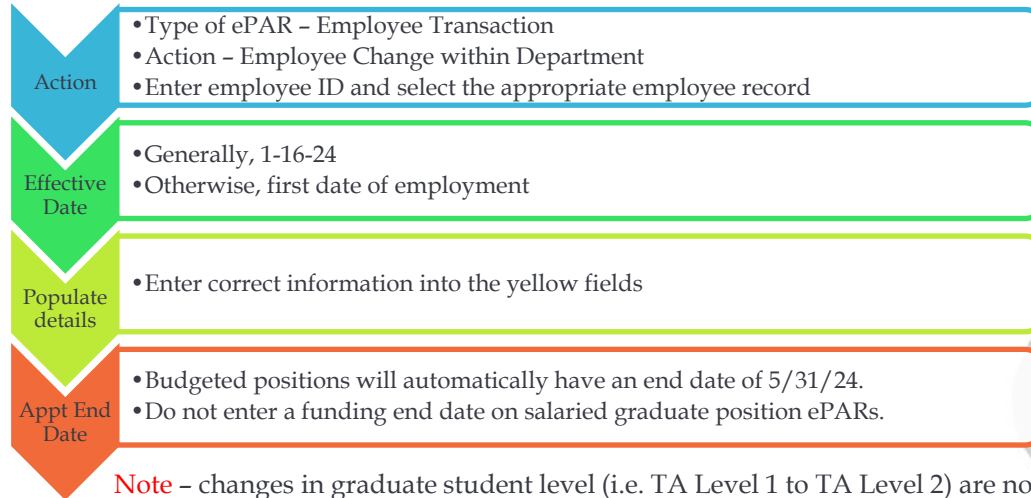 Action
•Type of ePAR – Employee Transaction
•Action – Employee Change within Department
•Enter employee ID and select the appropriate employee record
Effective
Date
•Generally, 1-16-24
•Otherwise, first date of employment
Populate
details
•Enter correct information into the yellow fields
Appt End
Date
•Budgeted positions will automatically have an end date of 5/31/24.
•Do not enter a funding end date on salaried graduate position ePARs.
Note – changes in graduate student level (i.e. TA Level 1 to TA Level 2) are